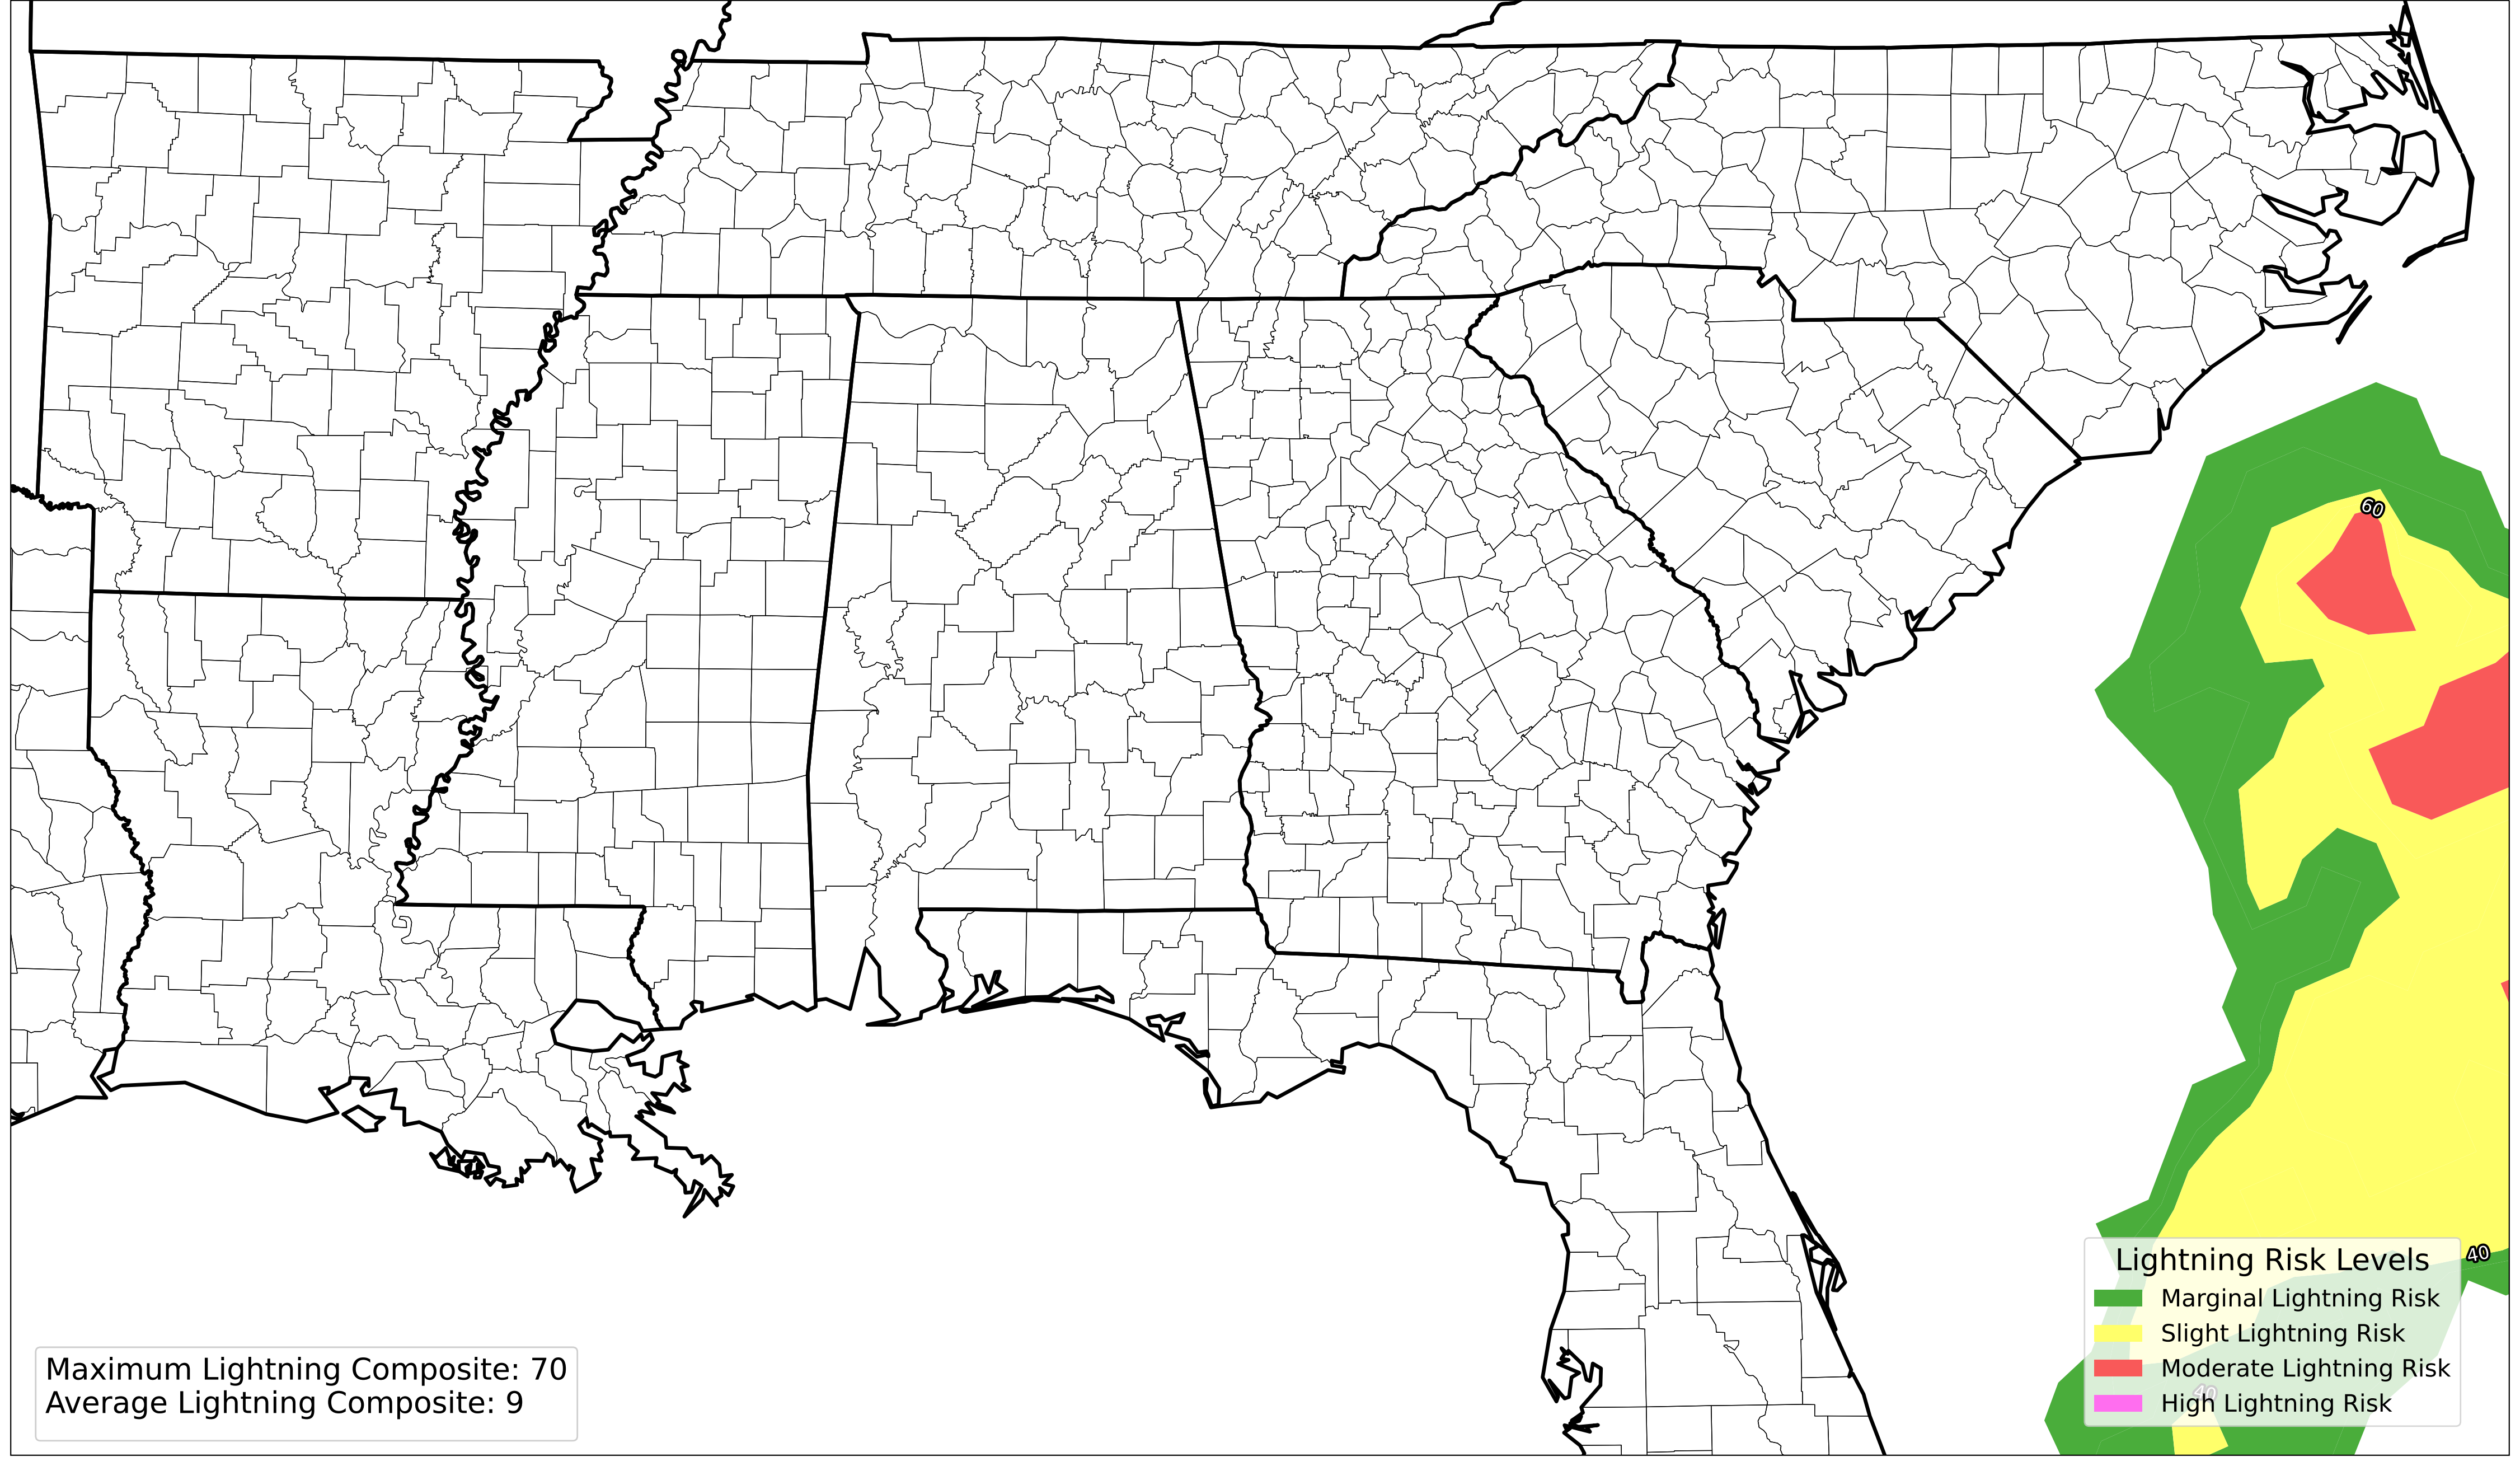 60
40
Lightning Risk Levels
Marginal Lightning Risk
Slight Lightning Risk
Moderate Lightning Risk
40
High Lightning Risk
Maximum Lightning Composite: 70
Average Lightning Composite: 9